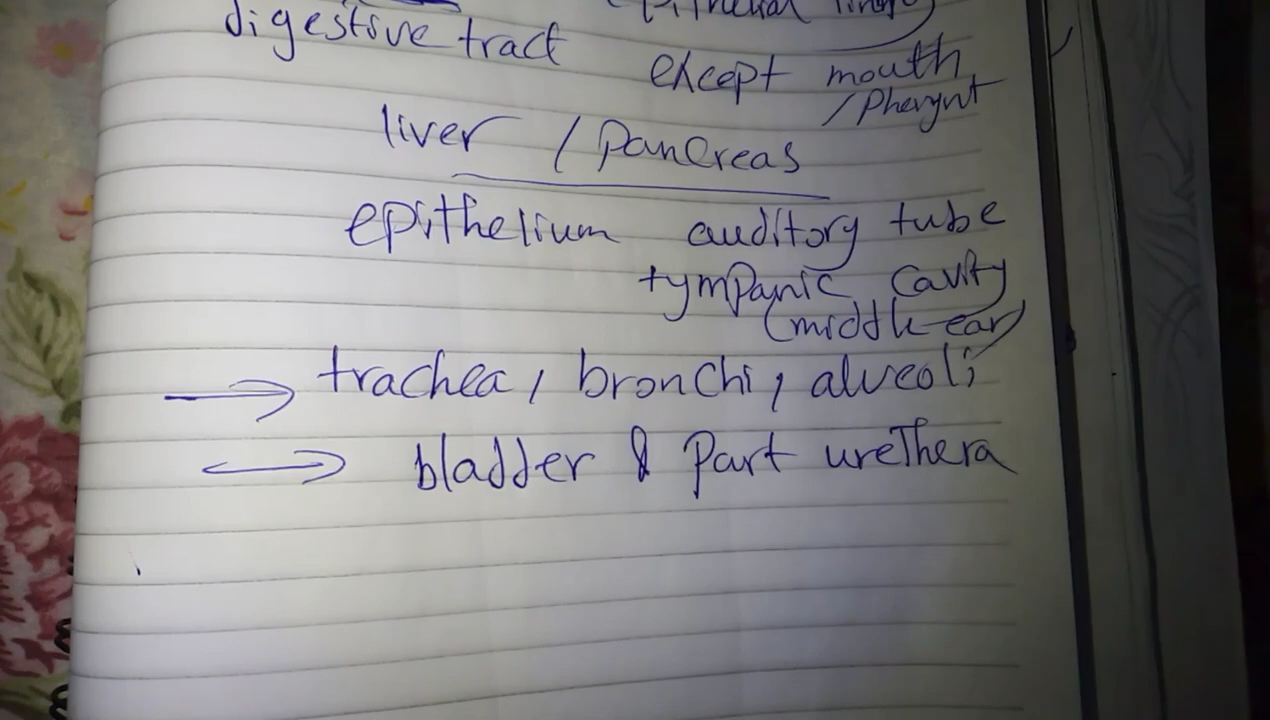 digestive tract
except mouth
/Pharynt
liver / Pancreas
epithelium auditory tube
tympanic cavity
(middle ear)
trachea, bronchi, alveoli
bladder & Part urethera